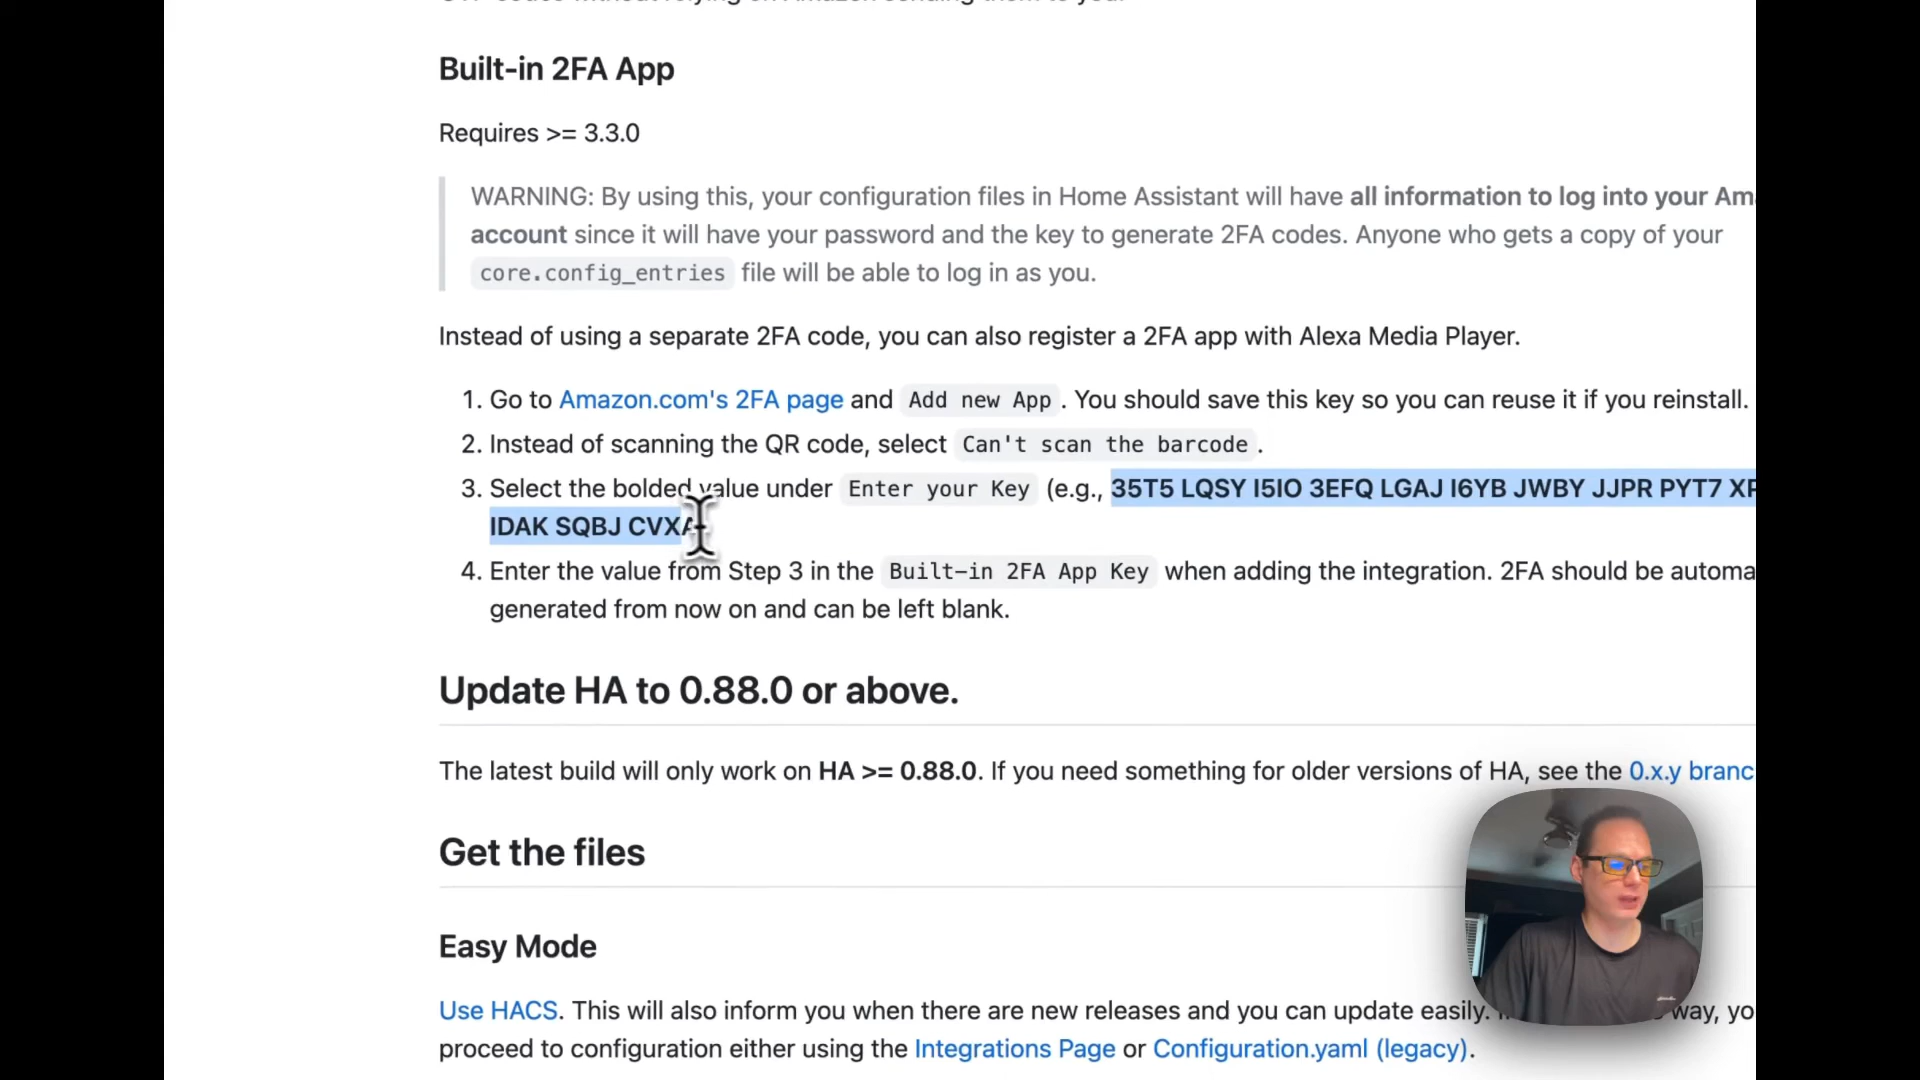 Built-in 2FA App
Requires >= 3.3.0
WARNING: By using this, your configuration files in Home Assistant will have all information to log into your Am
account since it will have your password and the key to generate 2FA codes. Anyone who gets a copy of your
core.config_entries file will be able to log in as you.
Instead of using a separate 2FA code, you can also register a 2FA app with Alexa Media Player.
1. Go to Amazon.com's 2FA page and Add new App. You should save this key so you can reuse it if you reinstall.
2. Instead of scanning the QR code, select Can't scan the barcode.
3. Select the bolded value under Enter your Key (e.g., 35T5 LQSY I5IO 3EFQ LGAJ I6YB JWBY JJPR PYT7 XP
IDAK SQBJ CVXA
4. Enter the value from Step 3 in the Built-in 2FA App Key when adding the integration. 2FA should be automa
generated from now on and can be left blank.
Update HA to 0.88.0 or above.
The latest build will only work on HA >= 0.88.0. If you need something for older versions of HA, see the 0.x.y branc
Get the files
Easy Mode
Use HACS. This will also inform you when there are new releases and you can update easily. way, yo
proceed to configuration either using the Integrations Page or Configuration.yaml (legacy).